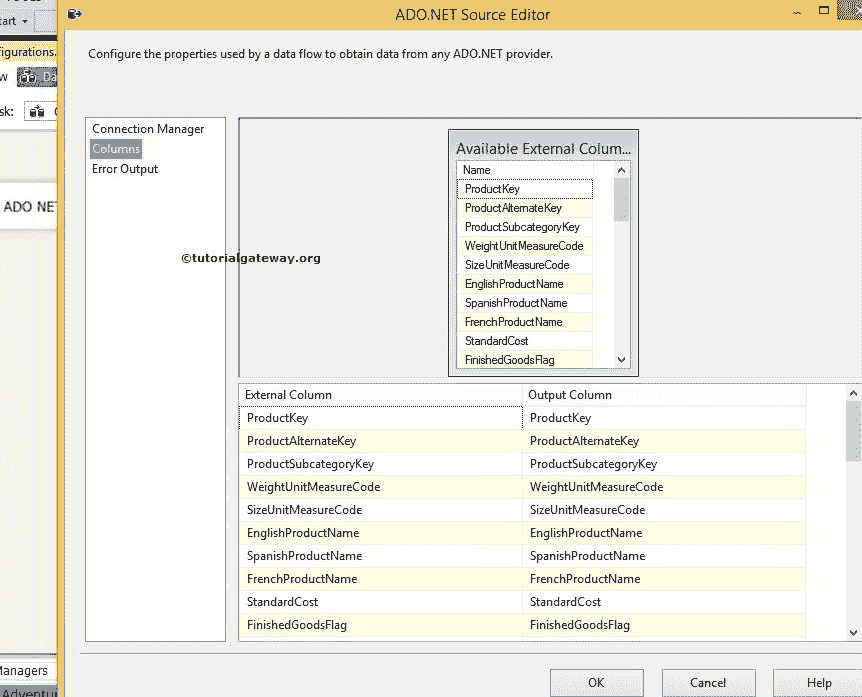 ADO.NET Source Editor
tart
Configure the properties used by a data flow to obtain data from any ADO.NET provider.
figurations.
w Da
sk:
ADO NE
Connection Manager
Columns
Error Output
©tutorialgateway.org
Available External Colum...
Name
ProductKey
ProductAlternateKey
ProductSubcategoryKey
WeightUnitMeasureCode
SizeUnitMeasureCode
EnglishProductName
SpanishProductName
FrenchProductName
StandardCost
FinishedGoodsFlag
External Column Output Column
ProductKey ProductKey
ProductAlternateKey ProductAlternateKey
ProductSubcategoryKey ProductSubcategoryKey
WeightUnitMeasureCode WeightUnitMeasureCode
SizeUnitMeasureCode SizeUnitMeasureCode
EnglishProductName EnglishProductName
SpanishProductName SpanishProductName
FrenchProductName FrenchProductName
StandardCost StandardCost
FinishedGoodsFlag FinishedGoodsFlag
Managers
Adventu
OK Cancel Help